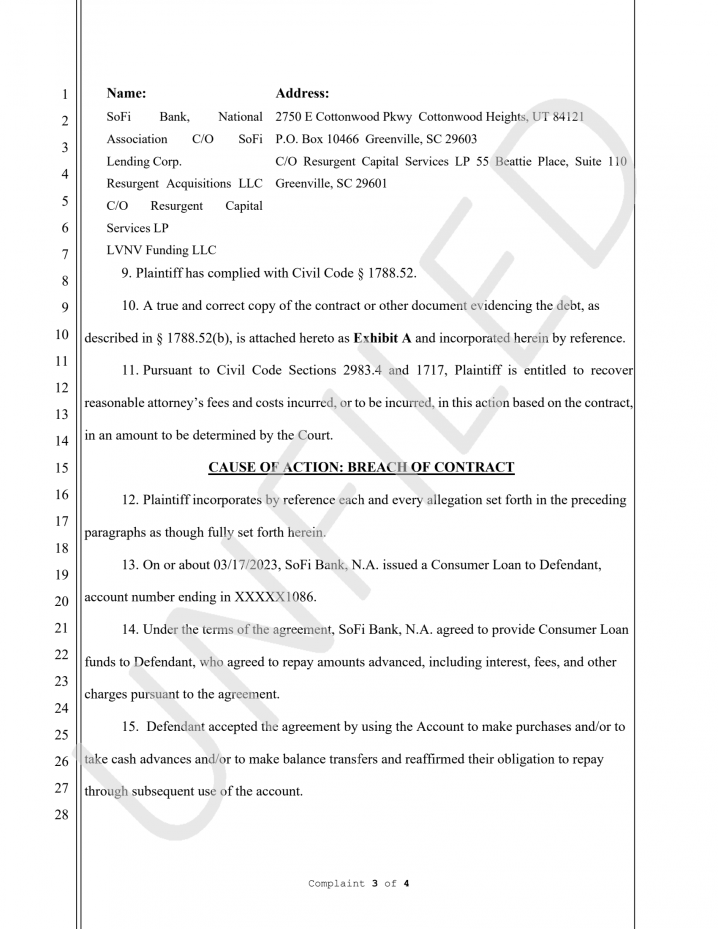 1
2
3
4
5
6
7
8
9
10
11
12
13
14
15
16
17
18
19
20
21
22
23
24
25
26
27
28
Name: Address:
SoFi Bank, National 2750 E Cottonwood Pkwy Cottonwood Heights, UT 84121
Association C/O SoFi P.O. Box 10466 Greenville, SC 29603
Lending Corp. C/O Resurgent Capital Services LP 55 Beattie Place, Suite 110
Resurgent Acquisitions LLC Greenville, SC 29601
C/O Resurgent Capital
Services LP
LVNV Funding LLC
9. Plaintiff has complied with Civil Code § 1788.52.
10. A true and correct copy of the contract or other document evidencing the debt, as
described in § 1788.52(b), is attached hereto as Exhibit A and incorporated herein by reference.
11. Pursuant to Civil Code Sections 2983.4 and 1717, Plaintiff is entitled to recover
reasonable attorney's fees and costs incurred, or to be incurred, in this action based on the contract,
in an amount to be determined by the Court.
CAUSE OF ACTION: BREACH OF CONTRACT
12. Plaintiff incorporates by reference each and every allegation set forth in the preceding
paragraphs as though fully set forth herein.
13. On or about 03/17/2023, SoFi Bank, N.A. issued a Consumer Loan to Defendant,
account number ending in XXXXX1086.
14. Under the terms of the agreement, SoFi Bank, N.A. agreed to provide Consumer Loan
funds to Defendant, who agreed to repay amounts advanced, including interest, fees, and other
charges pursuant to the agreement.
15. Defendant accepted the agreement by using the Account to make purchases and/or to
take cash advances and/or to make balance transfers and reaffirmed their obligation to repay
through subsequent use of the account.
Complaint 3 of 4
UNFILED